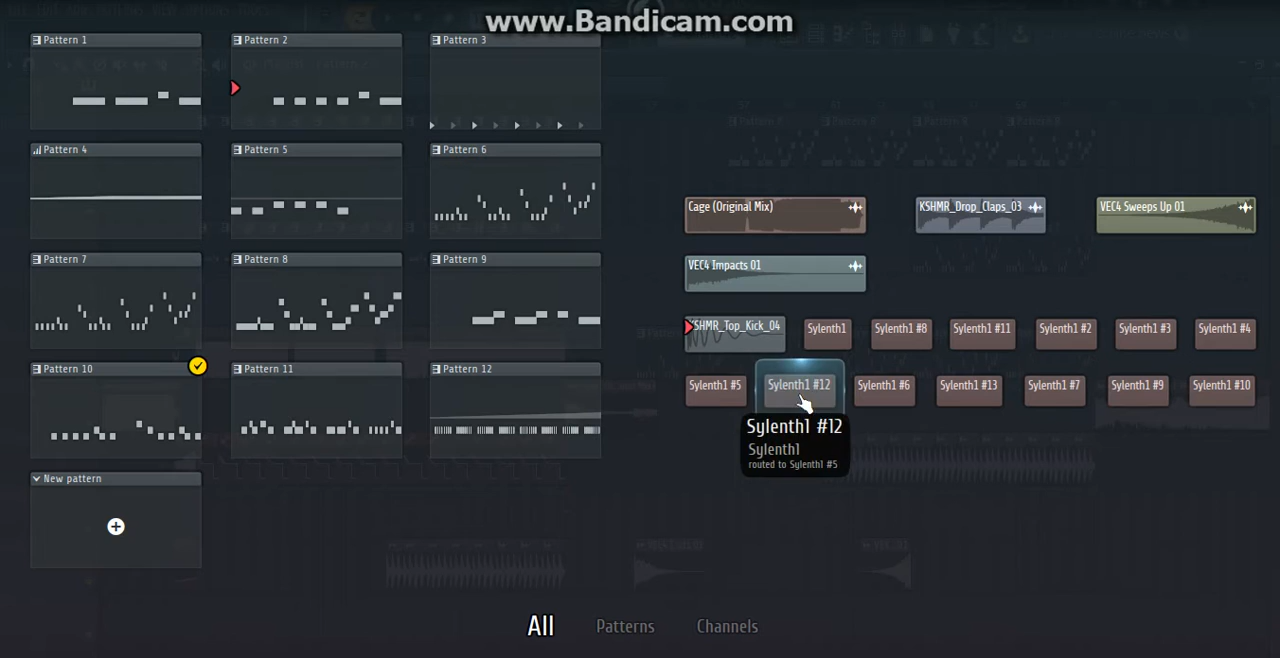 www.Bandicam.com
Pattern 1
Pattern 2
Pattern 3
Pattern 4
Pattern 5
Pattern 6
Pattern 7
Pattern 8
Pattern 9
Pattern 10
Pattern 11
Pattern 12
New pattern
Cage (Original Mix)
KSHMR_Drop_Claps_03
VEC4 Sweeps Up 01
VEC4 Impacts 01
KSHMR_Top_Kick_04
Sylenth1
Sylenth1 #8
Sylenth1 #11
Sylenth1 #2
Sylenth1 #3
Sylenth1 #4
Sylenth1 #5
Sylenth1 #12
Sylenth1 #6
Sylenth1 #13
Sylenth1 #7
Sylenth1 #9
Sylenth1 #10
Sylenth1 #12
Sylenth1
routed to Sylenth1 #5
All
Patterns
Channels